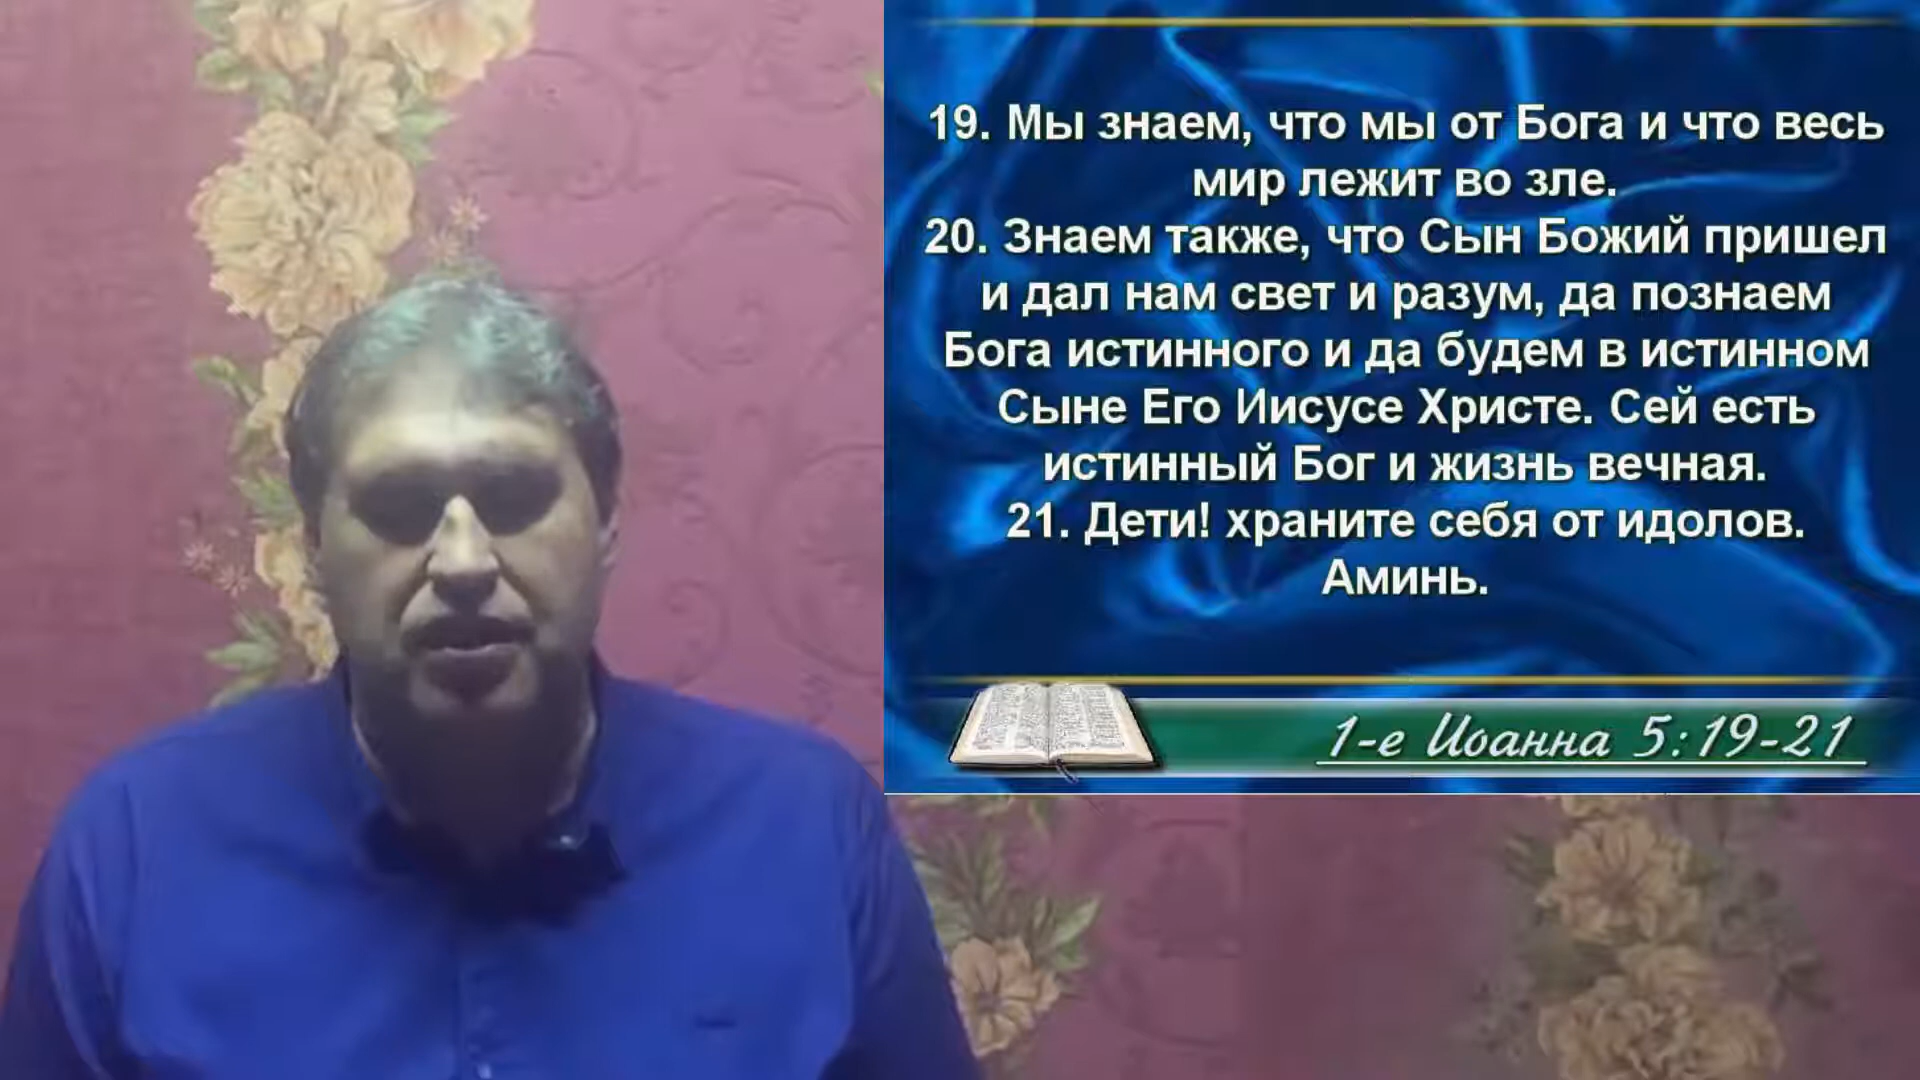 19. Мы знаем, что мы от Бога и что весь
мир лежит во зле.
20. Знаем также, что Сын Божий пришел
и дал нам свет и разум, да познаем
Бога истинного и да будем в истинном
Сыне Его Иисусе Христе. Сей есть
истинный Бог и жизнь вечная.
21. Дети! храните себя от идолов.
Аминь.
1-е Иоанна 5:19-21